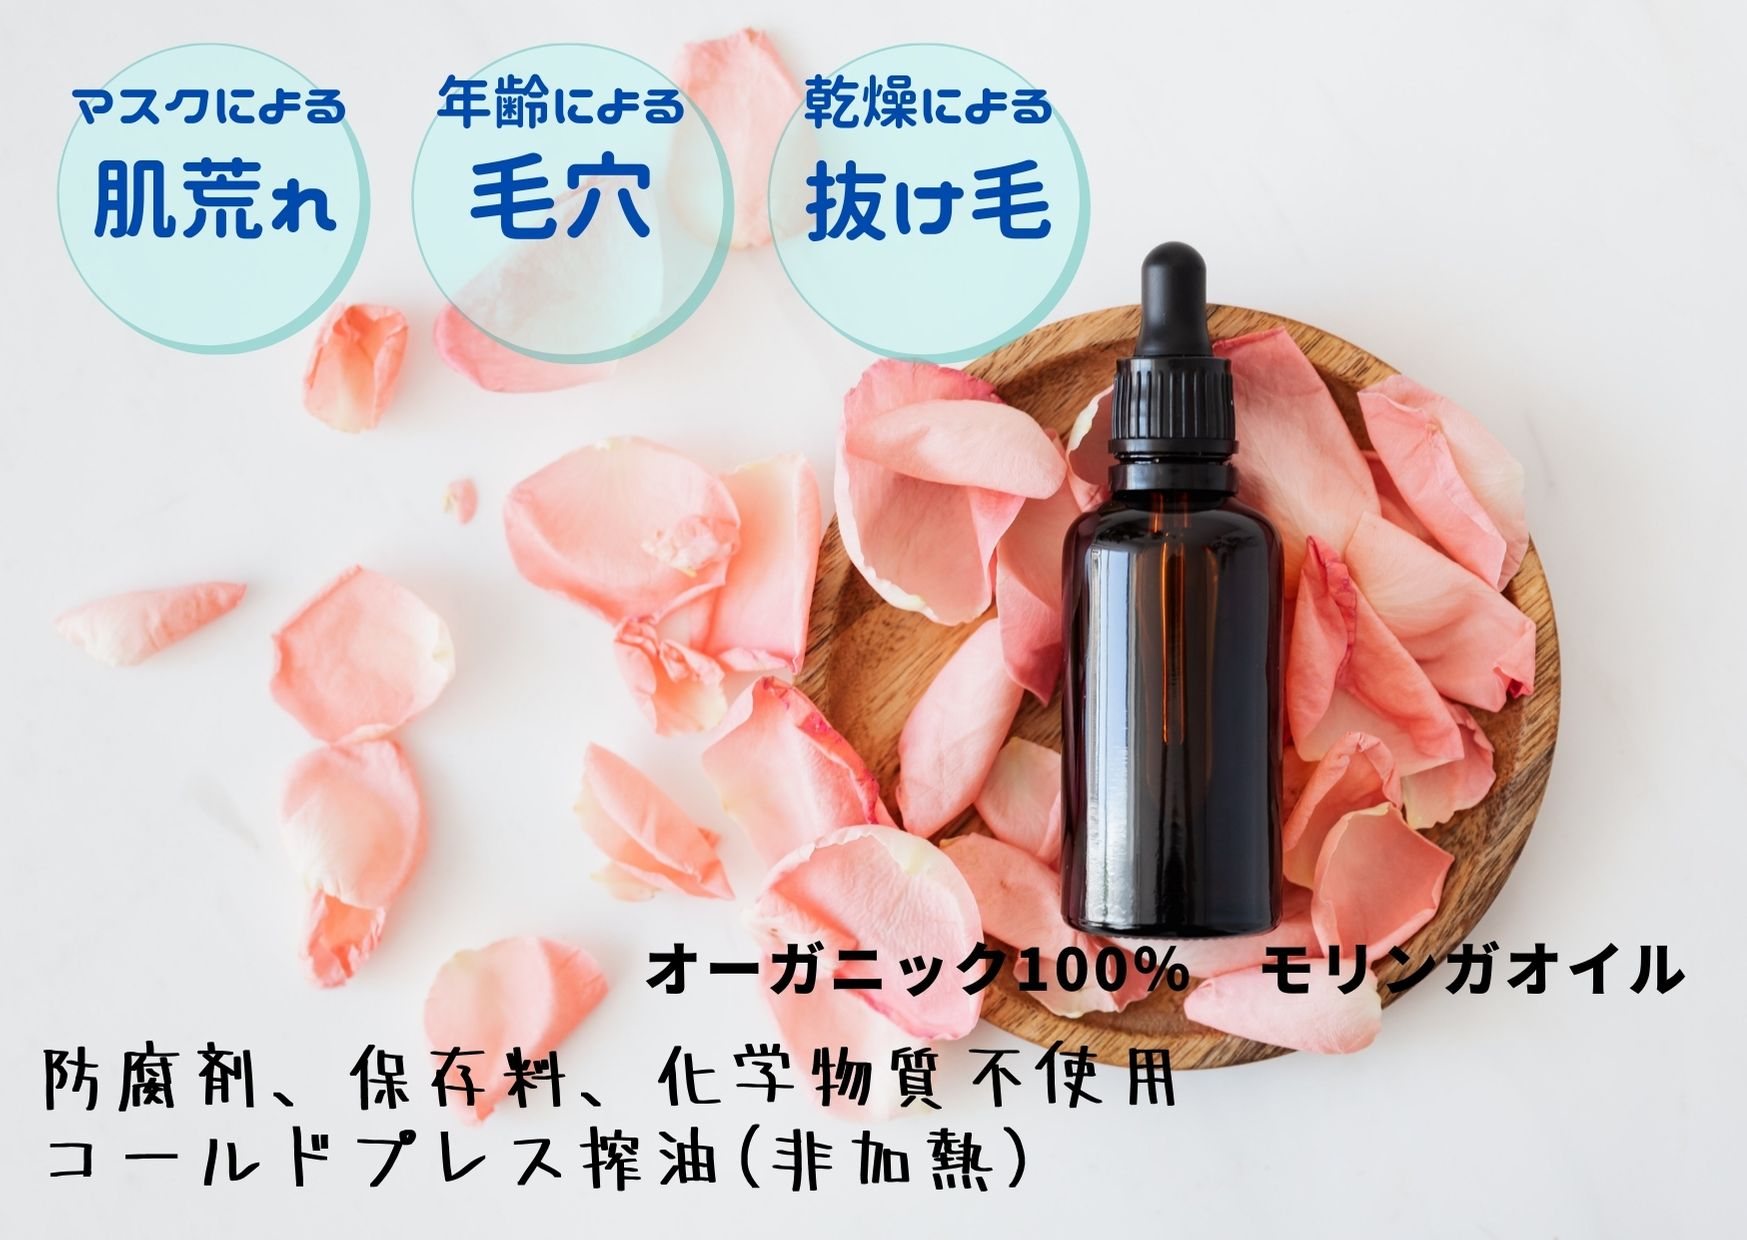 マスクによる
肌荒れ
年齢による
毛穴
乾燥による
抜け毛
オーガニック100%　モリンガオイル
防腐剤、保存料、化学物質不使用
コールドプレス搾油(非加熱)